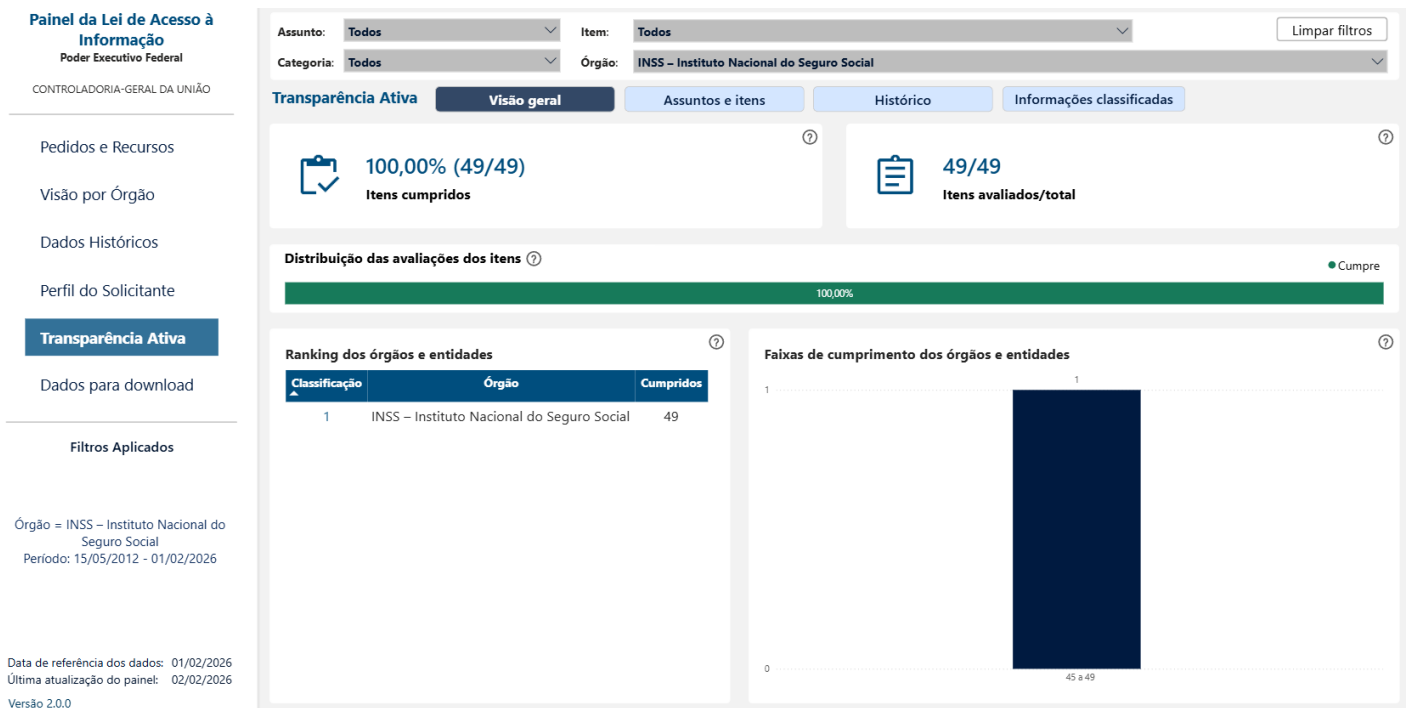 Painel da Lei de Acesso à
Informação
Poder Executivo Federal
CONTROLADORIA-GERAL DA UNIÃO
Pedidos e Recursos
Visão por Órgão
Dados Históricos
Perfil do Solicitante
Transparência Ativa
Dados para download
Filtros Aplicados
Órgão = INSS – Instituto Nacional do
Seguro Social
Período: 15/05/2012 - 01/02/2026
Data de referência dos dados: 01/02/2026
Última atualização do painel: 02/02/2026
Versão 2.0.0
Assunto: Todos Item: Todos Limpar filtros
Categoria: Todos Órgão: INSS – Instituto Nacional do Seguro Social
Transparência Ativa Visão geral Assuntos e itens Histórico Informações classificadas
?
100,00% (49/49)
Itens cumpridos
?
49/49
Itens avaliados/total
Distribuição das avaliações dos itens ?
Cumpre
100,00%
?
Ranking dos órgãos e entidades
Classificação Órgão Cumpridos
1 INSS – Instituto Nacional do Seguro Social 49
?
Faixas de cumprimento dos órgãos e entidades
1
1
0
45 a 49